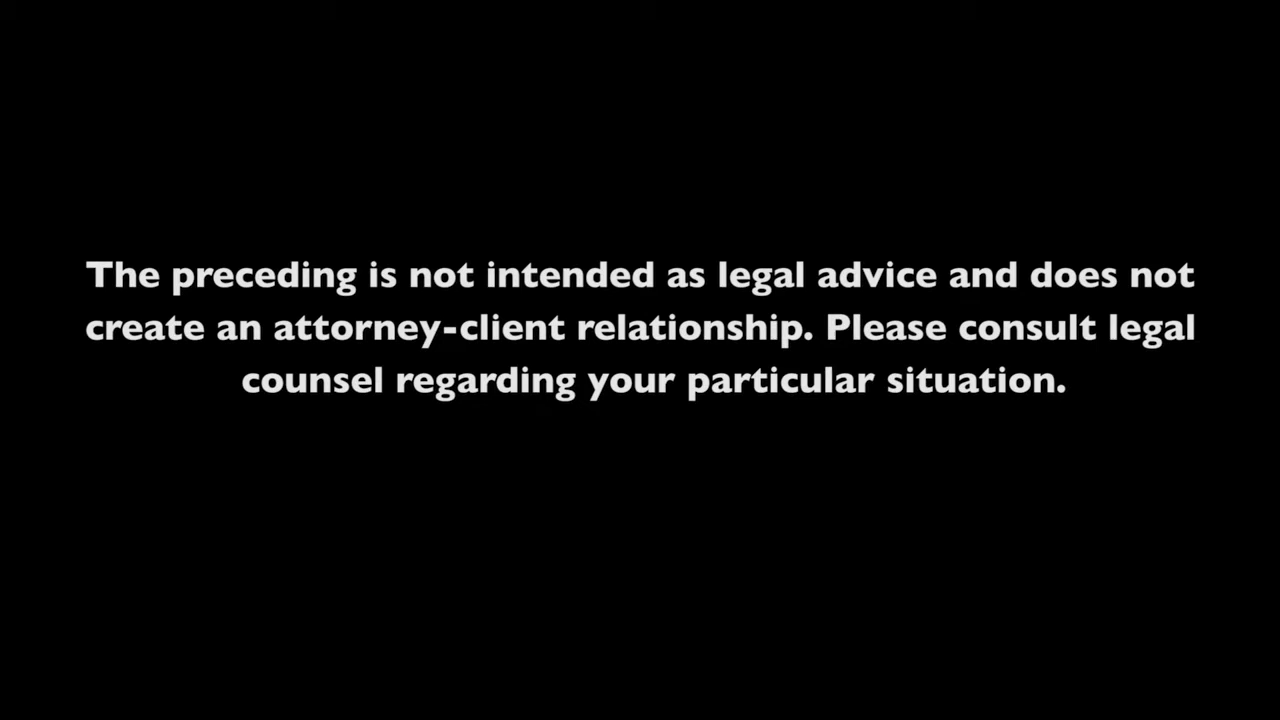 The preceding is not intended as legal advice and does not
create an attorney-client relationship. Please consult legal
counsel regarding your particular situation.